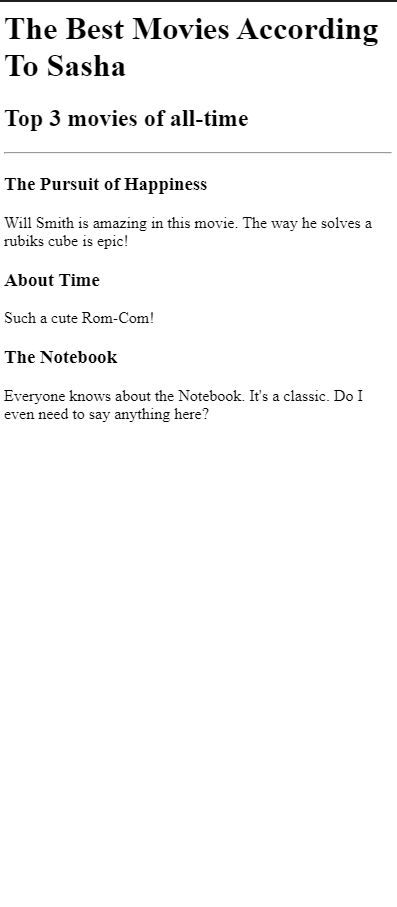 The Best Movies According
To Sasha
Top 3 movies of all-time
The Pursuit of Happiness
Will Smith is amazing in this movie. The way he solves a
rubiks cube is epic!
About Time
Such a cute Rom-Com!
The Notebook
Everyone knows about the Notebook. It's a classic. Do I
even need to say anything here?